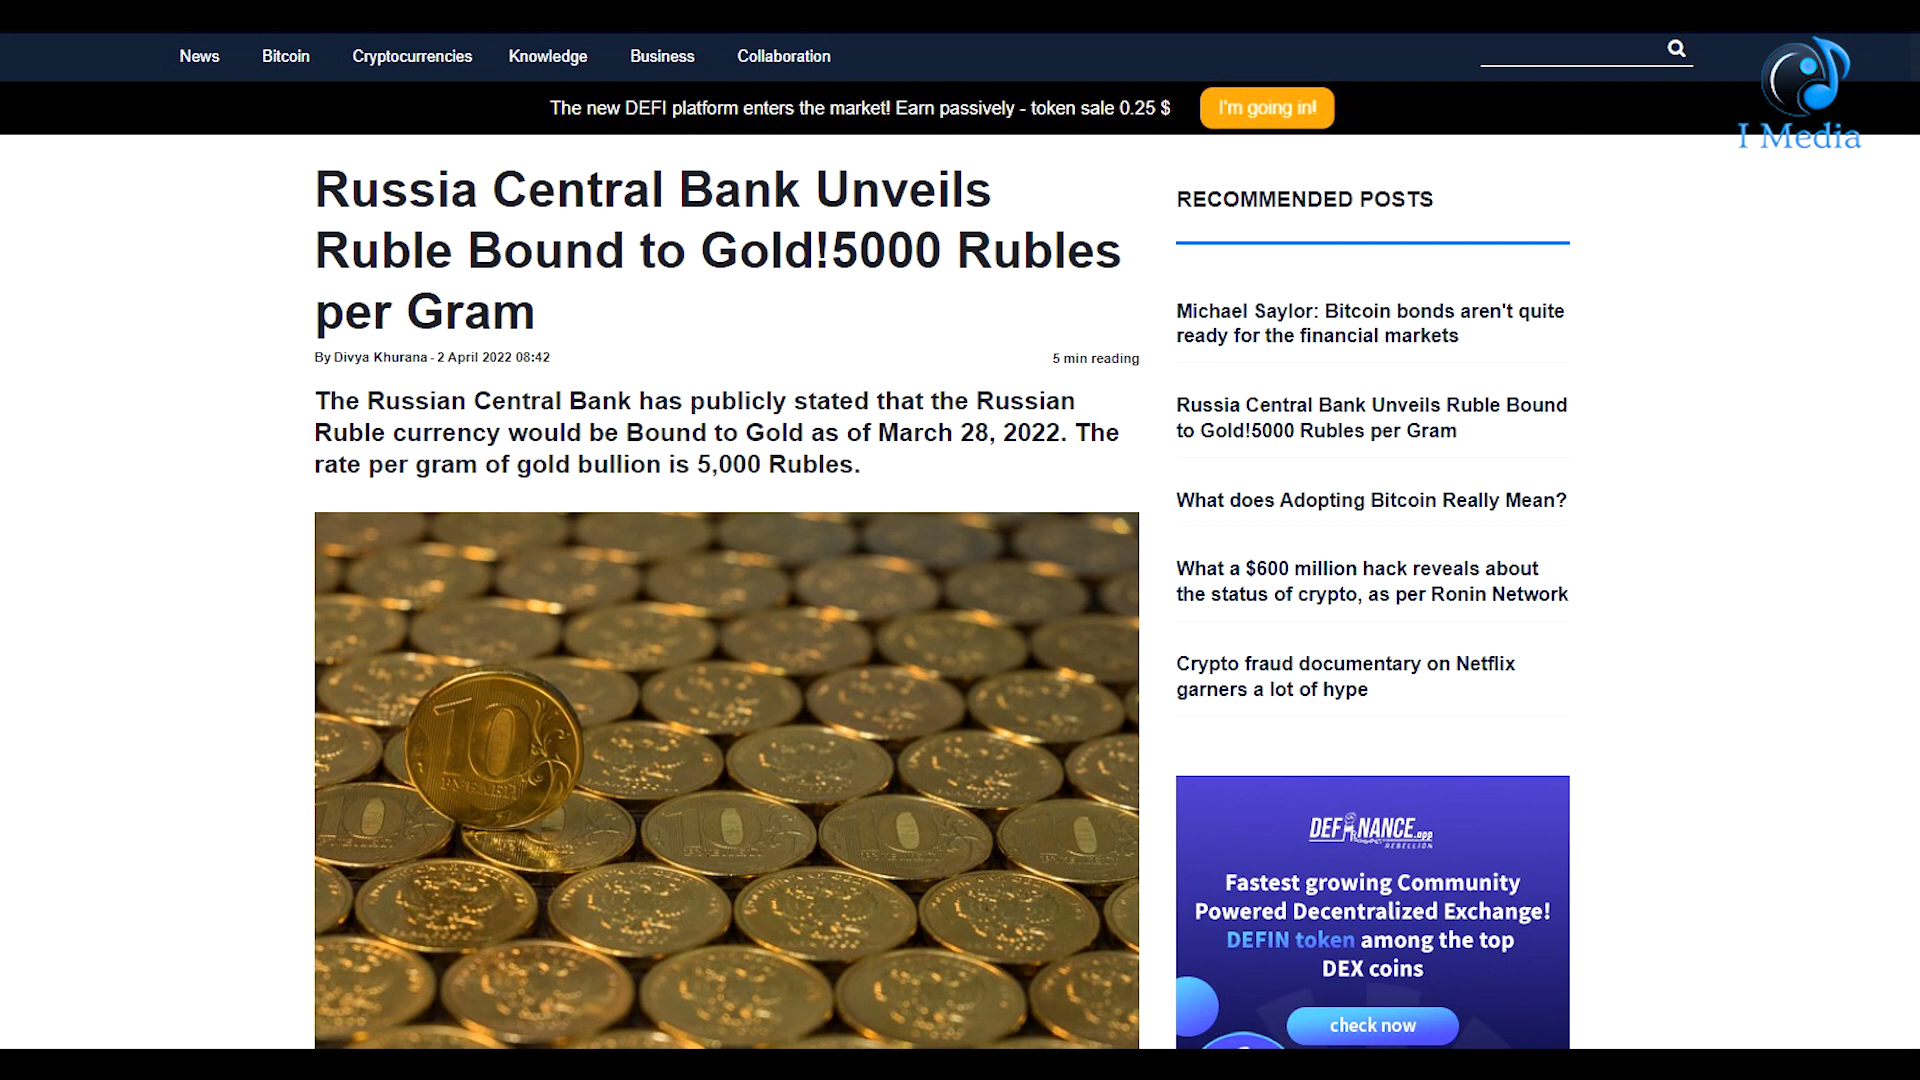 News Bitcoin Cryptocurrencies Knowledge Business Collaboration
I Media
The new DEFI platform enters the market! Earn passively - token sale 0.25 $ I'm going in!
Russia Central Bank Unveils
Ruble Bound to Gold!5000 Rubles
per Gram
By Divya Khurana - 2 April 2022 08:42
5 min reading
The Russian Central Bank has publicly stated that the Russian
Ruble currency would be Bound to Gold as of March 28, 2022. The
rate per gram of gold bullion is 5,000 Rubles.
10
10
10
10
10
RECOMMENDED POSTS
Michael Saylor: Bitcoin bonds aren't quite
ready for the financial markets
Russia Central Bank Unveils Ruble Bound
to Gold!5000 Rubles per Gram
What does Adopting Bitcoin Really Mean?
What a $600 million hack reveals about
the status of crypto, as per Ronin Network
Crypto fraud documentary on Netflix
garners a lot of hype
DEFINANCE.app
REBELLION
Fastest growing Community
Powered Decentralized Exchange!
DEFIN token among the top
DEX coins
check now